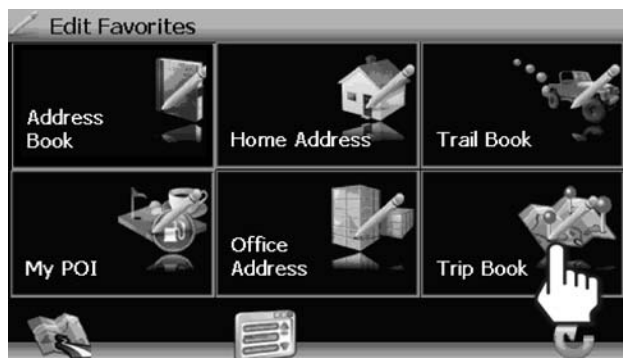 Edit Favorites
Address
Book
Home Address
Trail Book
My POI
Office
Address
Trip Book